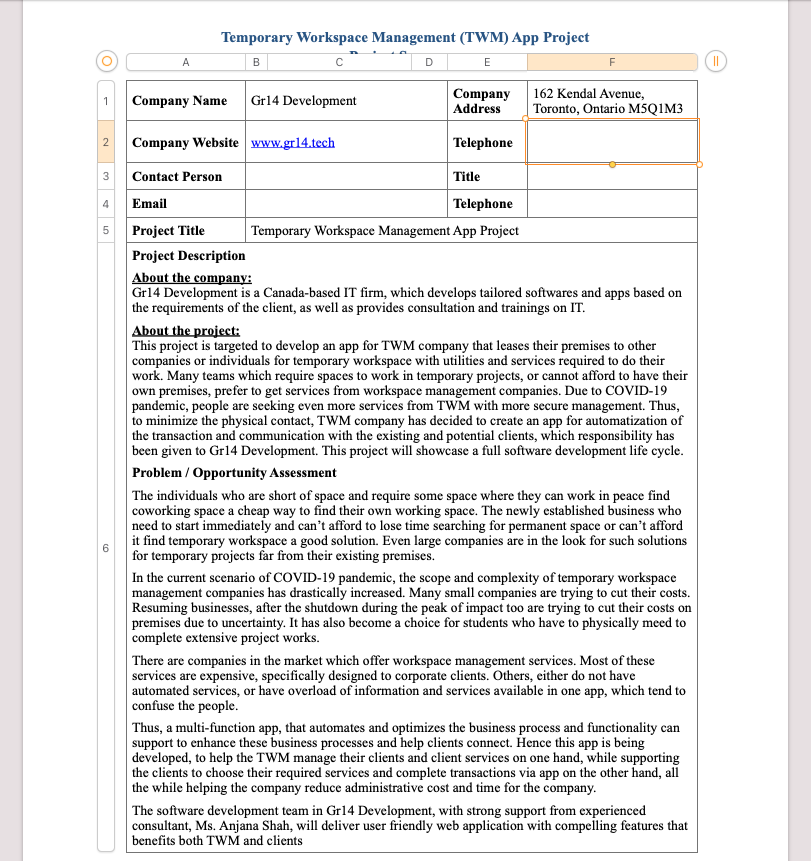 Temporary Workspace Management (TWM) App Project
A B C D E F
1 Company Name Gr14 Development Company Address 162 Kendal Avenue, Toronto, Ontario M5Q1M3
2 Company Website www.gr14.tech Telephone
3 Contact Person Title
4 Email Telephone
5 Project Title Temporary Workspace Management App Project
6
Project Description
About the company:
Gr14 Development is a Canada-based IT firm, which develops tailored softwares and apps based on
the requirements of the client, as well as provides consultation and trainings on IT.
About the project:
This project is targeted to develop an app for TWM company that leases their premises to other
companies or individuals for temporary workspace with utilities and services required to do their
work. Many teams which require spaces to work in temporary projects, or cannot afford to have their
own premises, prefer to get services from workspace management companies. Due to COVID-19
pandemic, people are seeking even more services from TWM with more secure management. Thus,
to minimize the physical contact, TWM company has decided to create an app for automatization of
the transaction and communication with the existing and potential clients, which responsibility has
been given to Gr14 Development. This project will showcase a full software development life cycle.
Problem / Opportunity Assessment
The individuals who are short of space and require some space where they can work in peace find
coworking space a cheap way to find their own working space. The newly established business who
need to start immediately and can’t afford to lose time searching for permanent space or can’t afford
it find temporary workspace a good solution. Even large companies are in the look for such solutions
for temporary projects far from their existing premises.
In the current scenario of COVID-19 pandemic, the scope and complexity of temporary workspace
management companies has drastically increased. Many small companies are trying to cut their costs.
Resuming businesses, after the shutdown during the peak of impact too are trying to cut their costs on
premises due to uncertainty. It has also become a choice for students who have to physically meed to
complete extensive project works.
There are companies in the market which offer workspace management services. Most of these
services are expensive, specifically designed to corporate clients. Others, either do not have
automated services, or have overload of information and services available in one app, which tend to
confuse the people.
Thus, a multi-function app, that automates and optimizes the business process and functionality can
support to enhance these business processes and help clients connect. Hence this app is being
developed, to help the TWM manage their clients and client services on one hand, while supporting
the clients to choose their required services and complete transactions via app on the other hand, all
the while helping the company reduce administrative cost and time for the company.
The software development team in Gr14 Development, with strong support from experienced
consultant, Ms. Anjana Shah, will deliver user friendly web application with compelling features that
benefits both TWM and clients